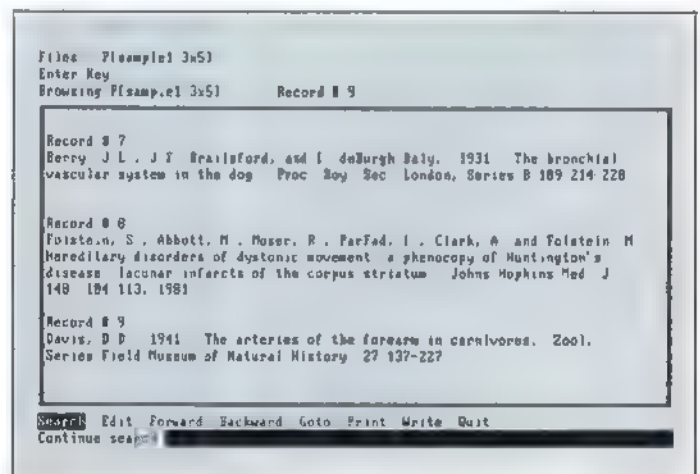 Files P[sample1 3x5]
Enter Key
Browsing P[sample1 3x5] Record # 9
Record # 7
Berry J L, J F Brailsford, and I deBurgh Daly. 1931 The bronchial
vascular system in the dog Proc Roy Soc London, Series B 109 214 228
Record # 8
Folstein, S, Abbott, M, Moser, R, Parhad, I, Clark, A and Folstein M
Hereditary disorders of dystonic movement a phenocopy of Huntington's
disease lacunar infarcts of the corpus striatum Johns Hopkins Med J
148 104 113, 1981
Record # 9
Davis, D D 1941 The arteries of the forearm in carnivores. Zool.
Series Field Museum of Natural History 27 137-227
Search Edit Forward Backward Goto Print Write Quit
Continue search